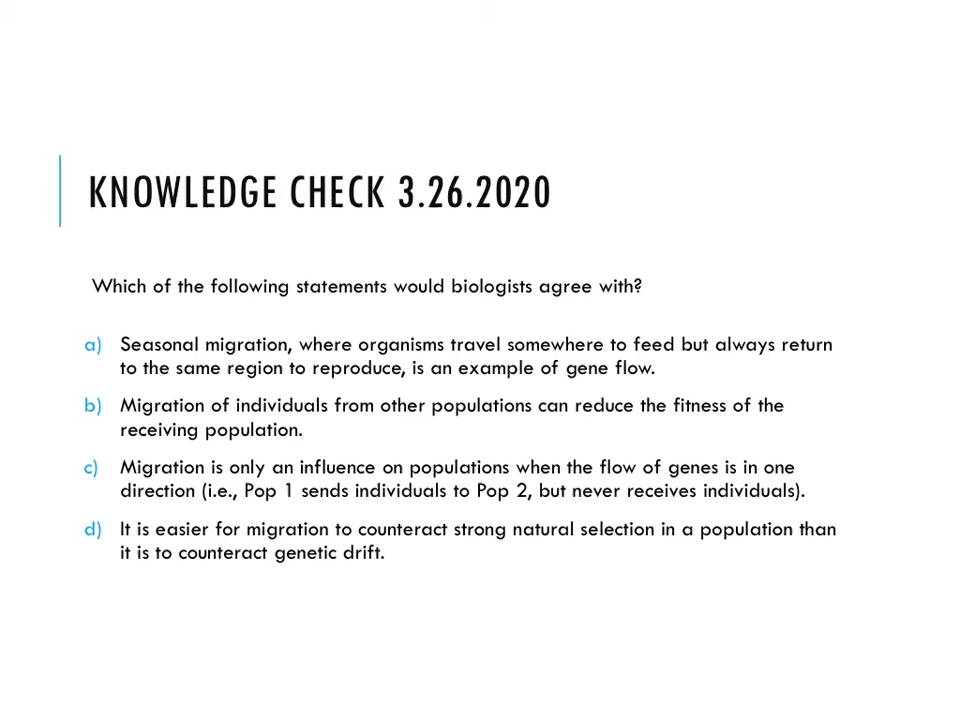 KNOWLEDGE CHECK 3.26.2020
Which of the following statements would biologists agree with?
a) Seasonal migration, where organisms travel somewhere to feed but always return
to the same region to reproduce, is an example of gene flow.
b) Migration of individuals from other populations can reduce the fitness of the
receiving population.
c) Migration is only an influence on populations when the flow of genes is in one
direction (i.e., Pop 1 sends individuals to Pop 2, but never receives individuals).
d) It is easier for migration to counteract strong natural selection in a population than
it is to counteract genetic drift.